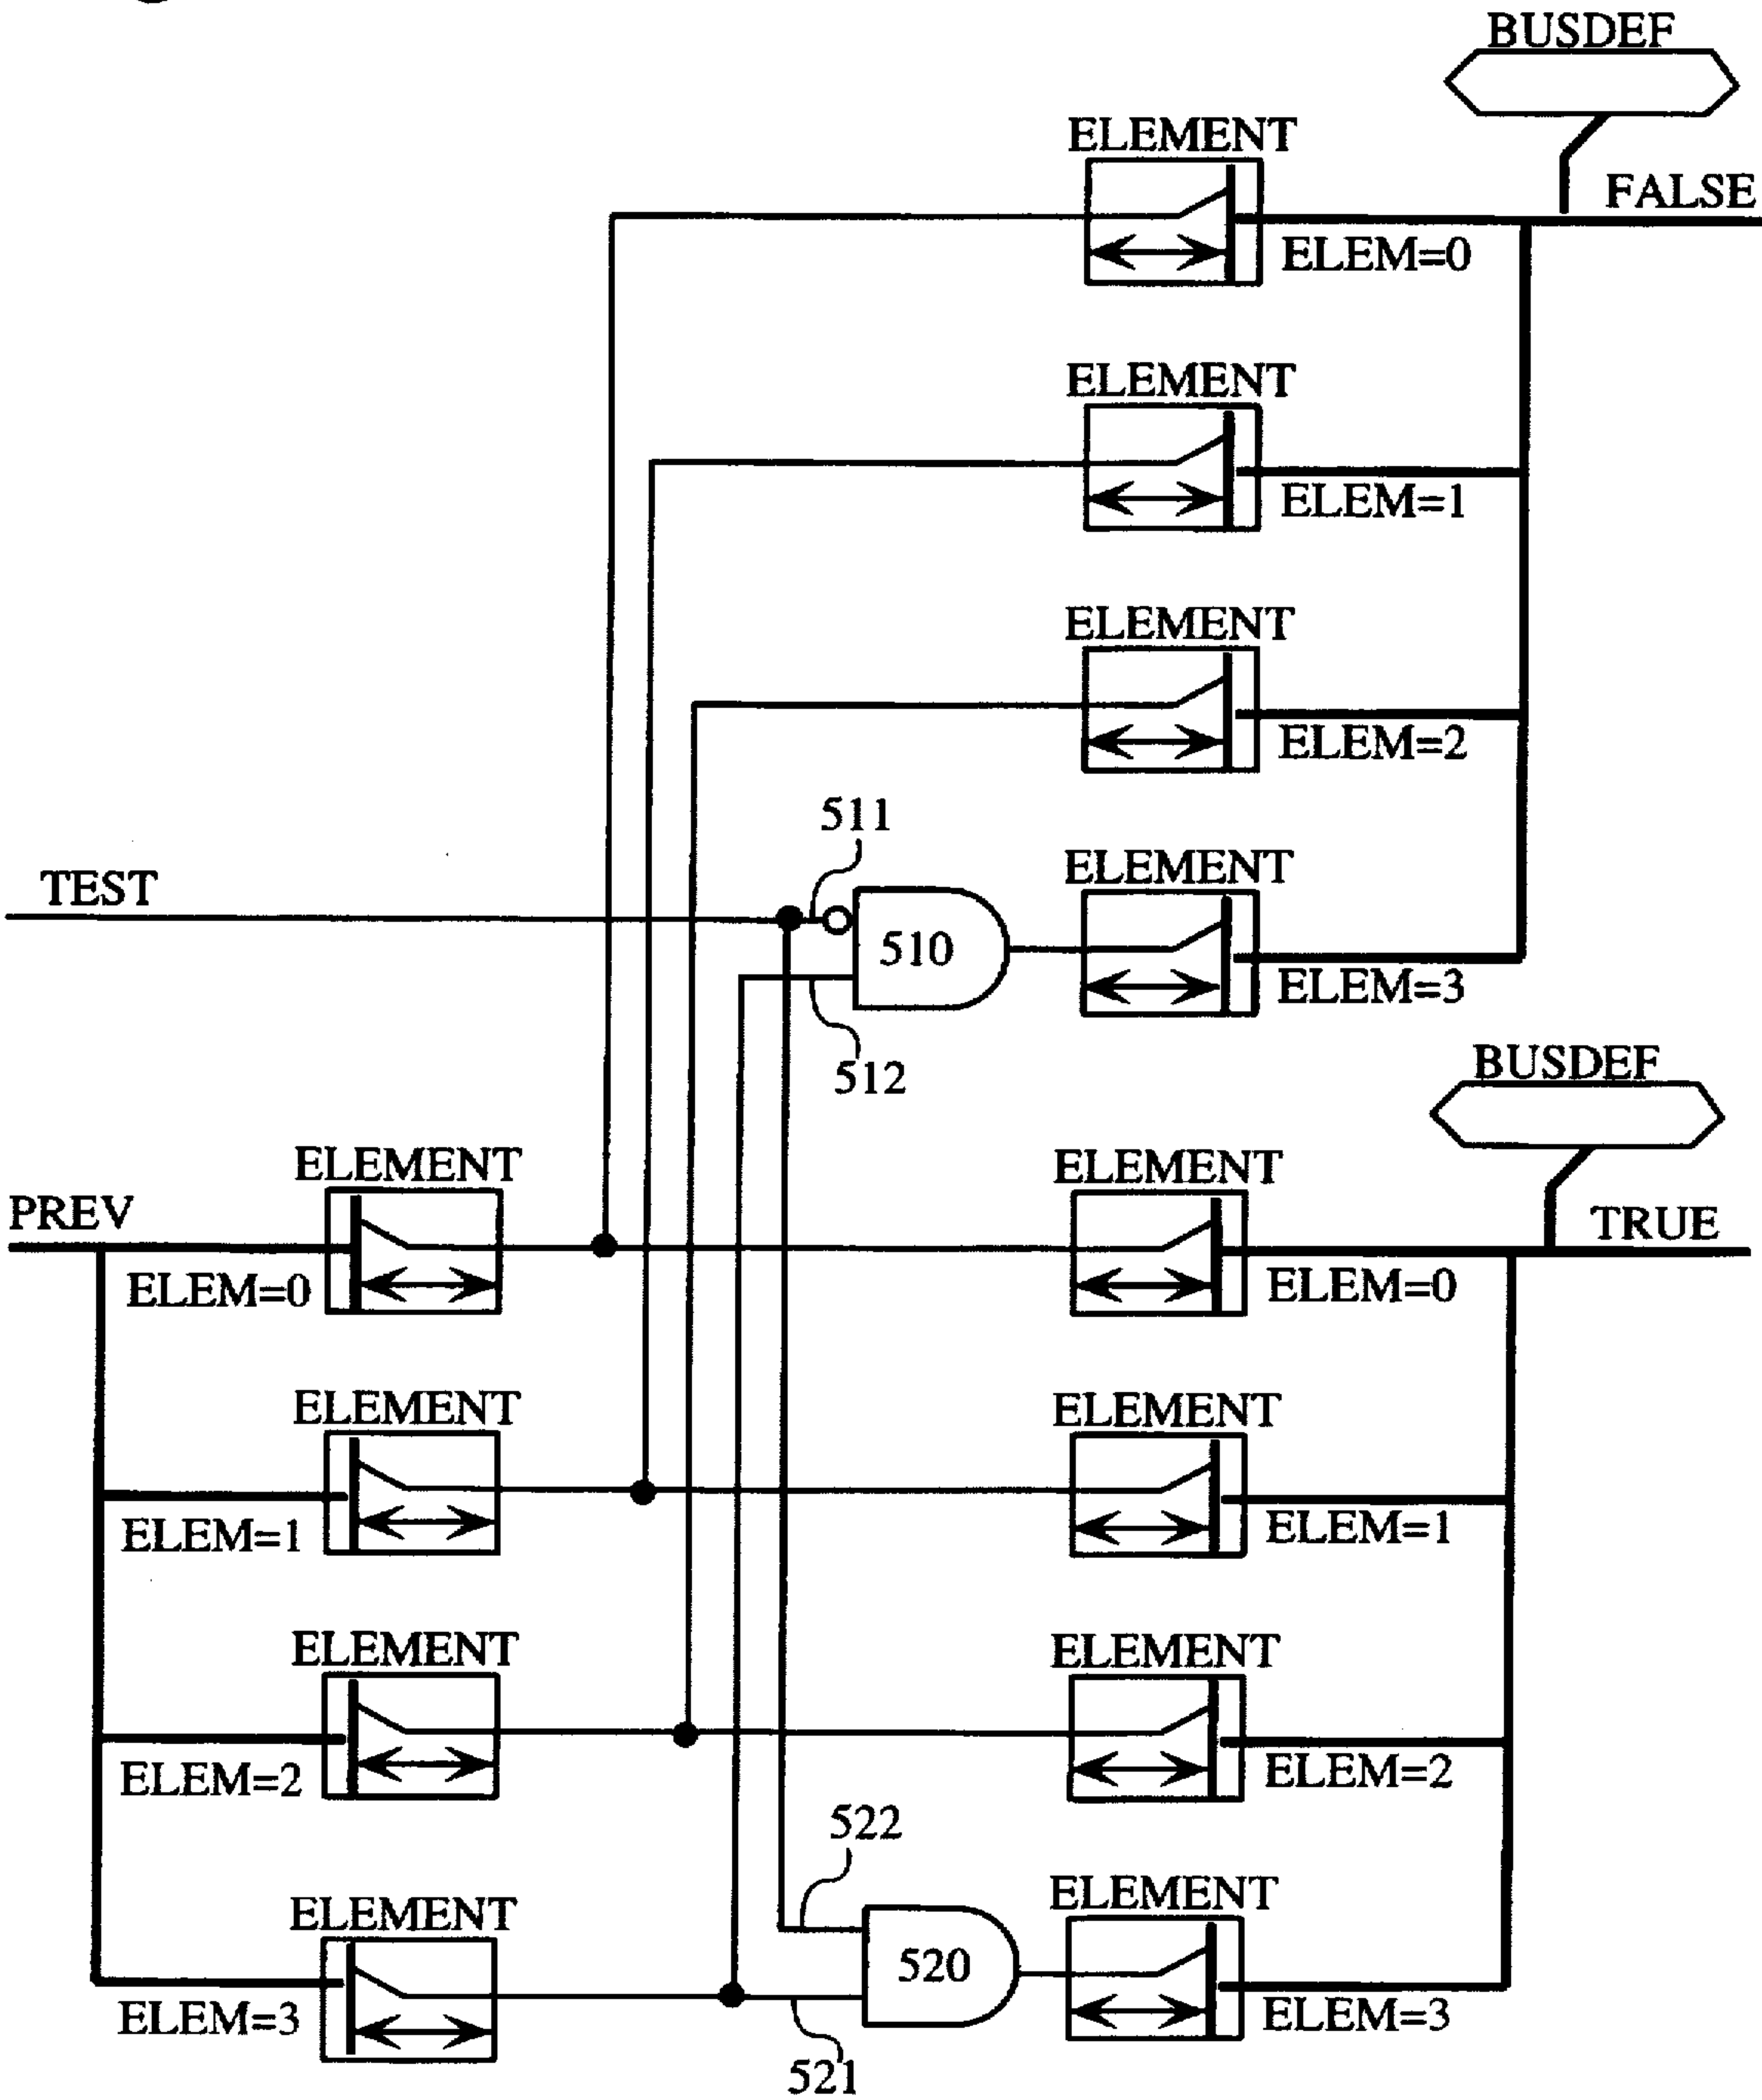 BUSDEF
ELEMENT
FALSE
ELEM=0
ELEMENT
ELEM=1
ELEMENT
ELEM=2
511
TEST
ELEMENT
510
ELEM=3
512
BUSDEF
ELEMENT
ELEMENT
PREV
TRUE
ELEM=0
ELEM=0
ELEMENT
ELEMENT
ELEM=1
ELEM=1
ELEMENT
ELEMENT
ELEM=2
ELEM=2
522
ELEMENT
ELEMENT
520
ELEM=3
ELEM=3
521